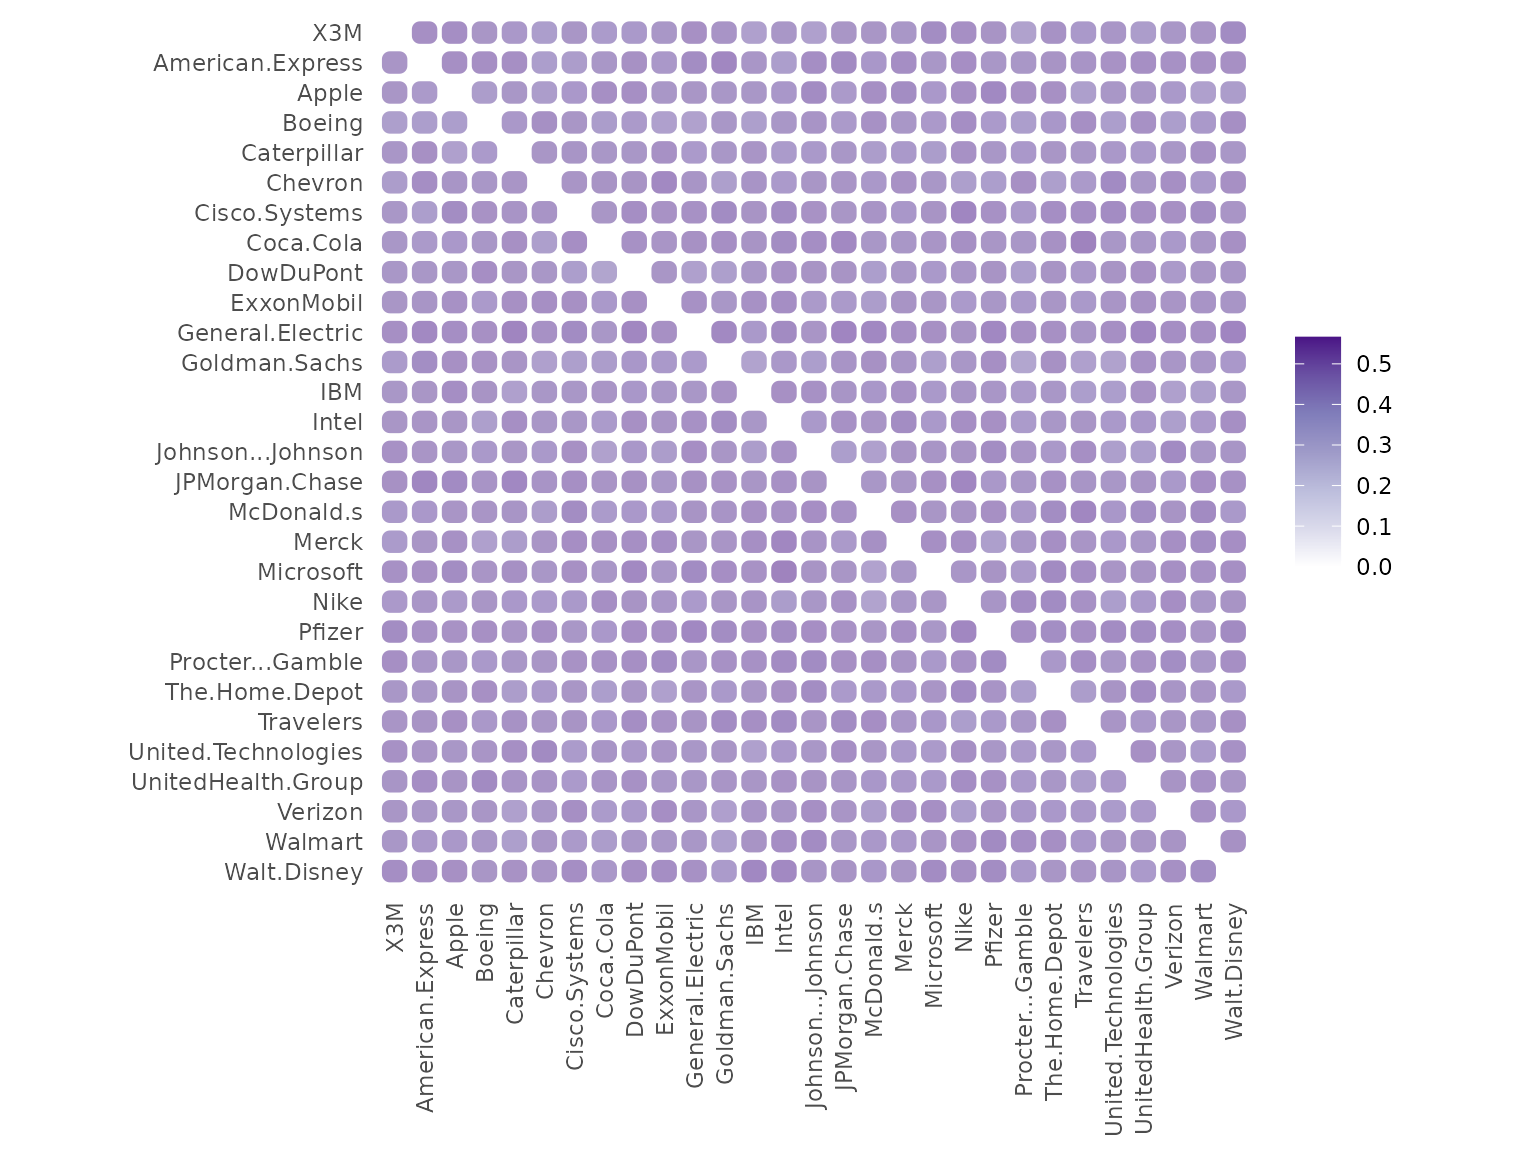 X3M
American.Express
Apple
Boeing
Caterpillar
Chevron
Cisco.Systems
Coca.Cola
DowDuPont
ExxonMobil
General.Electric
Goldman.Sachs
IBM
Intel
Johnson...Johnson
JPMorgan.Chase
McDonald.s
Merck
Microsoft
Nike
Pfizer
Procter...Gamble
The.Home.Depot
Travelers
United.Technologies
UnitedHealth.Group
Verizon
Walmart
Walt.Disney
0.5
0.4
0.3
0.2
0.1
0.0
X3M
American.Express
Apple
Boeing
Caterpillar
Chevron
Cisco.Systems
Coca.Cola
DowDuPont
ExxonMobil
General.Electric
Goldman.Sachs
IBM
Intel
Johnson...Johnson
JPMorgan.Chase
McDonald.s
Merck
Microsoft
Nike
Pfizer
Procter...Gamble
The.Home.Depot
Travelers
United.Technologies
UnitedHealth.Group
Verizon
Walmart
Walt.Disney